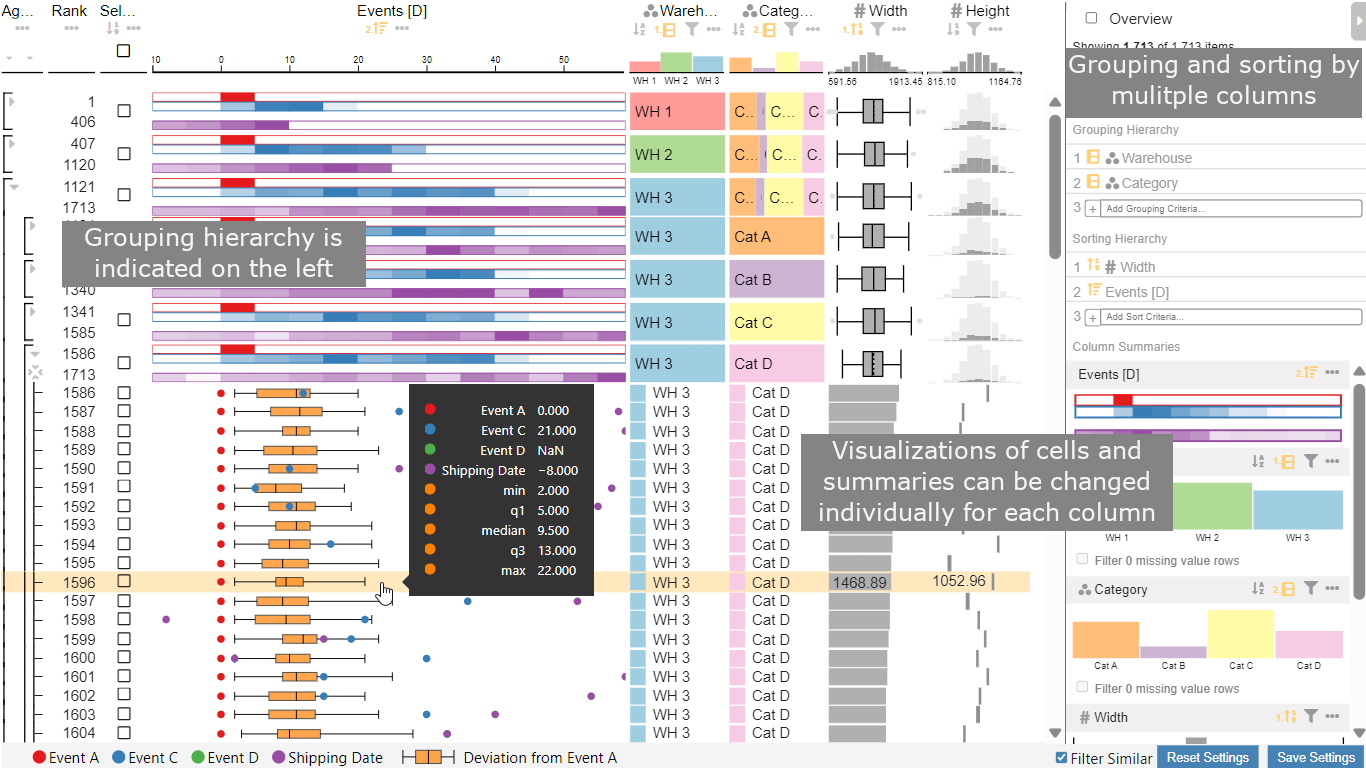 Ag...
Rank
Sel...
Events [D]
Wareh...
Categ...
# Width
# Height
Overview
2.
1.
2.
1.
Showing 1,713 of 1,713 items
Grouping and sorting by
mulitple columns
10 0 10 20 30 40 50
WH 1 WH 2 WH 3
591.56 1913.45
815.10 1164.76
1
406
WH 1
C... C... C.
407
1120
WH 2
C... C... C.
1121
1713
WH 3
C... C... C.
WH 3
Cat A
Grouping hierarchy is
indicated on the left
1340
WH 3
Cat B
1341
1585
WH 3
Cat C
1586
1713
WH 3
Cat D
1586 WH 3 Cat D
1587 WH 3 Cat D
1588 WH 3 Cat D
1589 WH 3 Cat D
1590 WH 3 Cat D
1591 WH 3 Cat D
1592 WH 3 Cat D
1593 WH 3 Cat D
1594 WH 3 Cat D
1595 WH 3 Cat D
1596 WH 3 Cat D 1468.89 1052.96
1597 WH 3 Cat D
1598 WH 3 Cat D
1599 WH 3 Cat D
1600 WH 3 Cat D
1601 WH 3 Cat D
1602 WH 3 Cat D
1603 WH 3 Cat D
1604 WH 3 Cat D
Event A 0.000
Event C 21.000
Event D NaN
Shipping Date −8.000
min 2.000
q1 5.000
median 9.500
q3 13.000
max 22.000
Visualizations of cells and
summaries can be changed
individually for each column
Grouping Hierarchy
1 Warehouse
2 Category
3 + Add Grouping Criteria...
Sorting Hierarchy
1 # Width
2 Events [D]
3 + Add Sort Criteria...
Column Summaries
Events [D] 2.
1.
WH 1 WH 2 WH 3
Filter 0 missing value rows
Category 2.
Cat A Cat B Cat C Cat D
Filter 0 missing value rows
# Width 1.
Event A Event C Event D Shipping Date Deviation from Event A
Filter Similar
Reset Settings
Save Settings